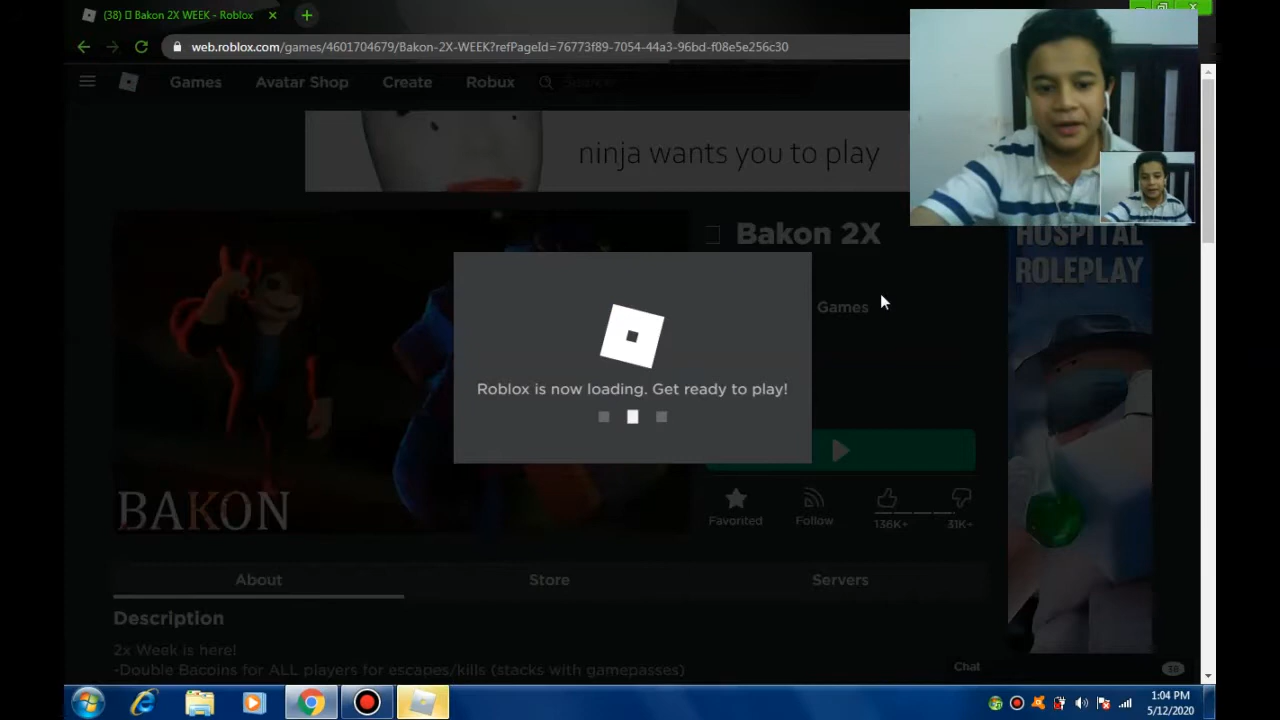 (38) Bakon 2X WEEK - Roblox
web.roblox.com/games/4601704679/Bakon-2X-WEEK?refPageId=76773f89-7054-44a3-96bd-f08e5e256c30
Games Avatar Shop Create Robux
ninja wants you to play
Bakon 2X
HOSPITAL
ROLEPLAY
Games
Roblox is now loading. Get ready to play!
BAKON
Favorited Follow 136K+ 31K+
About Store Servers
Description
2x Week is here!
-Double Bacoins for ALL players for escapes/kills (stacks with gamepasses)
Chat 38
1:04 PM
5/12/2020